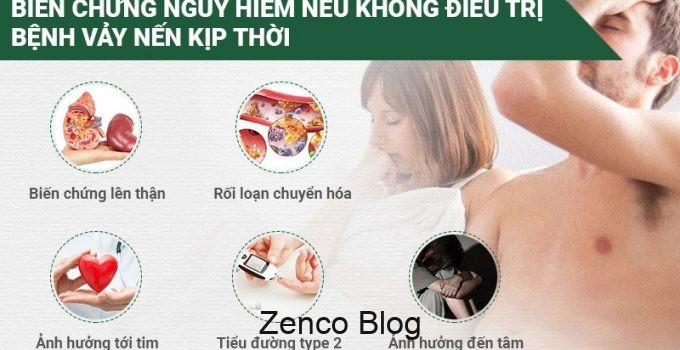 BIẾN CHỨNG NGUY HIỂM NẾU KHÔNG ĐIỀU TRỊ
BỆNH VẢY NẾN KỊP THỜI
Biến chứng lên thận
Rối loạn chuyển hóa
Ảnh hưởng tới tim
Tiểu đường type 2
Ảnh hưởng đến tâm
Zenco Blog